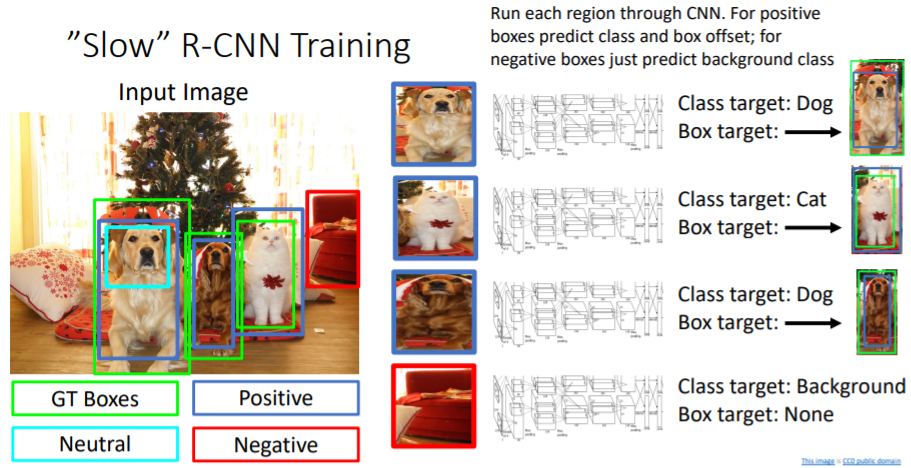 ”Slow” R-CNN Training
Run each region through CNN. For positive
boxes predict class and box offset; for
negative boxes just predict background class
Input Image
Class target: Dog
Box target:
Class target: Cat
Box target:
Class target: Dog
Box target:
Class target: Background
Box target: None
GT Boxes
Positive
Neutral
Negative
This image is CC0 public domain